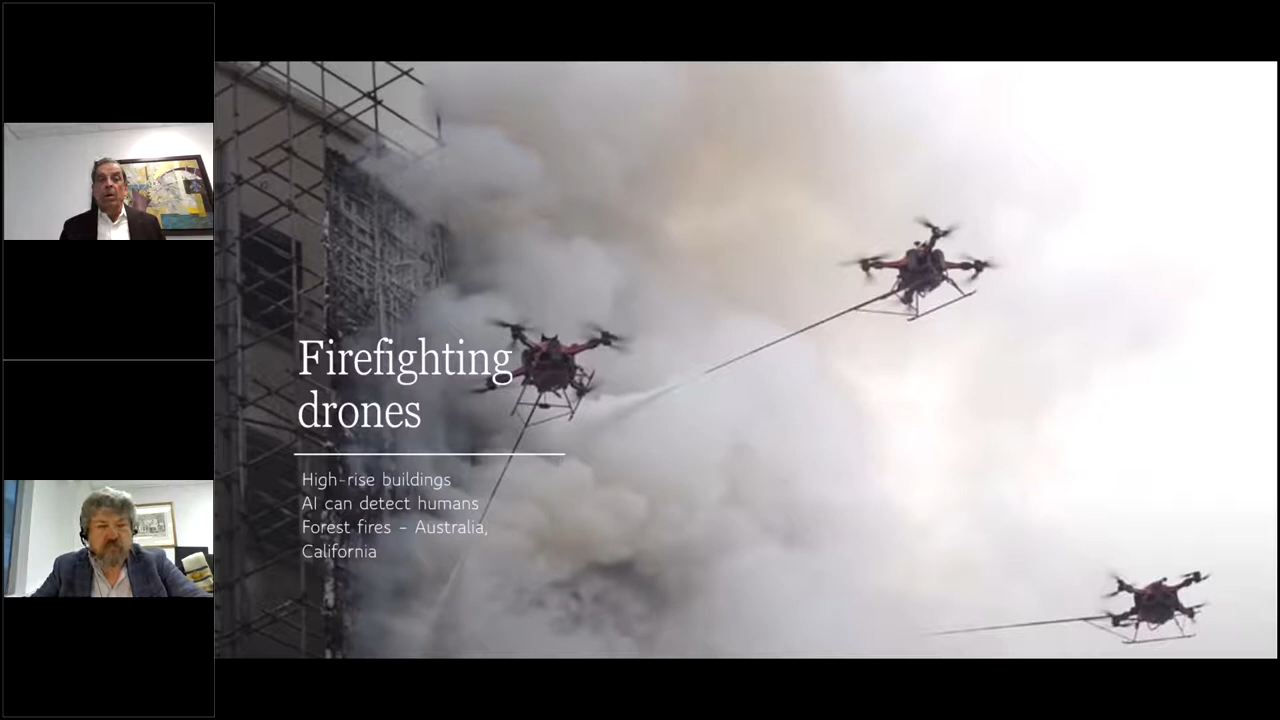 Firefighting
drones
High-rise buildings
AI can detect humans
Forest fires - Australia,
California